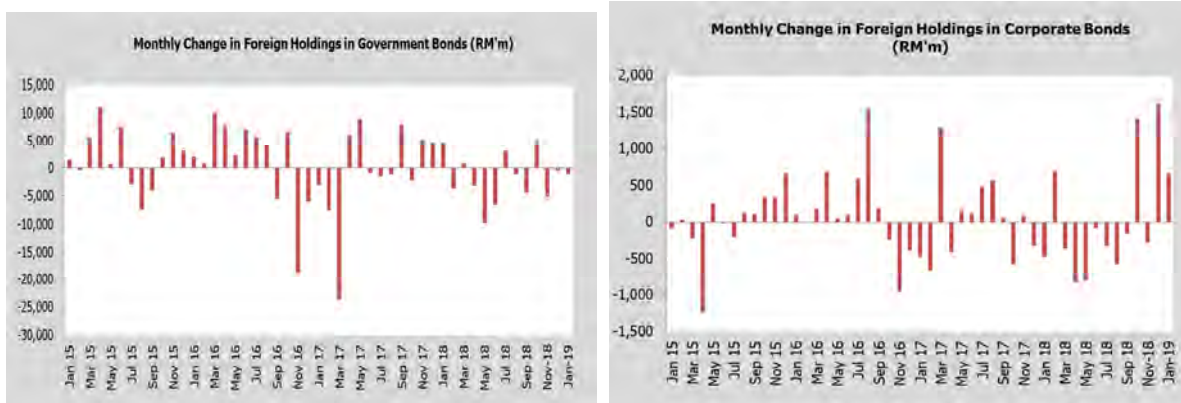 Monthly Change in Foreign Holdings in Government Bonds (RM'm)
15,000
10,000
5,000
0
-5,000
-10,000
-15,000
-20,000
-25,000
-30,000
Jan 15
Mar 15
May 15
Jul 15
Sep 15
Nov 15
Jan 16
Mar 16
May 16
Jul 16
Sep 16
Nov 16
Jan 17
Mar 17
May 17
Jul 17
Sep 17
Nov 17
Jan 18
Mar 18
May 18
Jul 18
Sep 18
Nov-18
Jan-19
Monthly Change in Foreign Holdings in Corporate Bonds
(RM'm)
2,000
1,500
1,000
500
0
-500
-1,000
-1,500
Jan 15
Mar 15
May 15
Jul 15
Sep 15
Nov 15
Jan 16
Mar 16
May 16
Jul 16
Sep 16
Nov 16
Jan 17
Mar 17
May 17
Jul 17
Sep 17
Nov 17
Jan 18
Mar 18
May 18
Jul 18
Sep 18
Nov-18
Jan-19